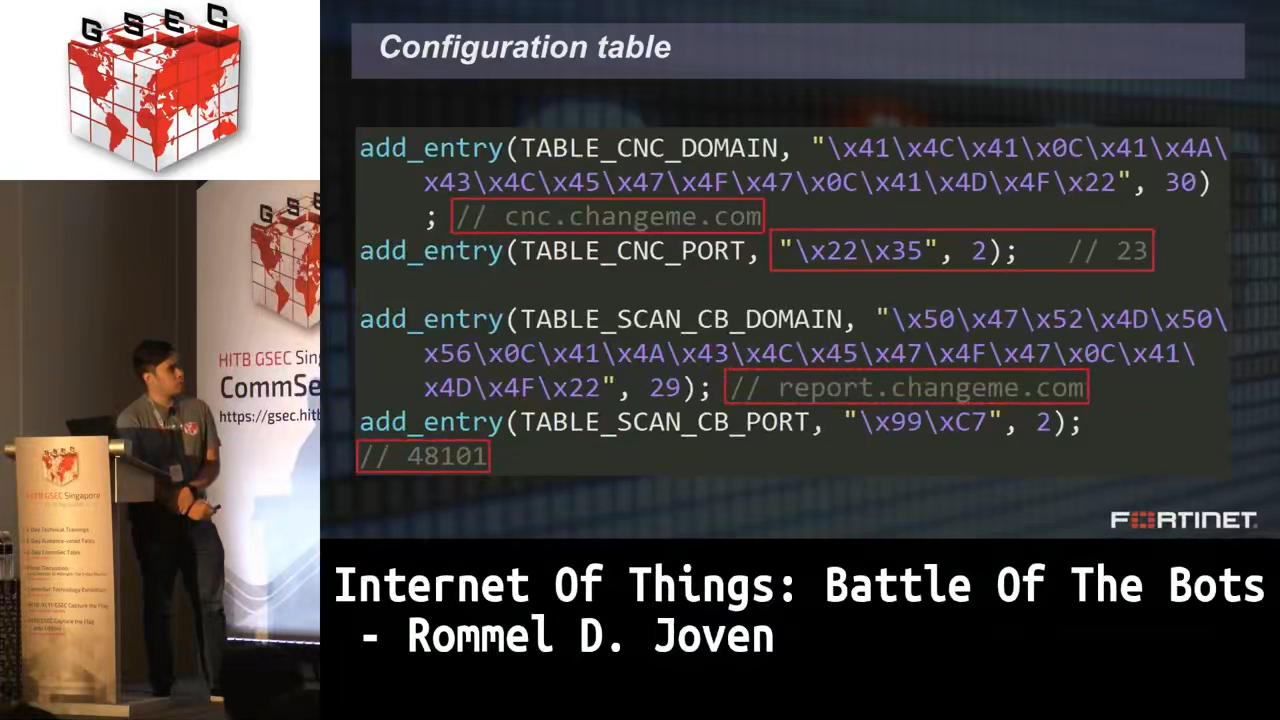 GSEC
Configuration table
add_entry(TABLE_CNC_DOMAIN, "\x41\x4C\x41\x0C\x41\x4A\
x43\x4C\x45\x47\x4F\x47\x0C\x41\x4D\x4F\x22", 30)
; // cnc.changeme.com
add_entry(TABLE_CNC_PORT, "\x22\x35", 2); // 23
add_entry(TABLE_SCAN_CB_DOMAIN, "\x50\x47\x52\x4D\x50\
x56\x0C\x41\x4A\x43\x4C\x45\x47\x4F\x47\x0C\x41\
x4D\x4F\x22", 29); // report.changeme.com
add_entry(TABLE_SCAN_CB_PORT, "\x99\xC7", 2);
// 48101
FORTINET
GSE
HITB GSEC Sing
CommSe
https://gsec.hitb
HITB GSEC Singapore
Internet Of Things: Battle Of The Bots
- Rommel D. Joven